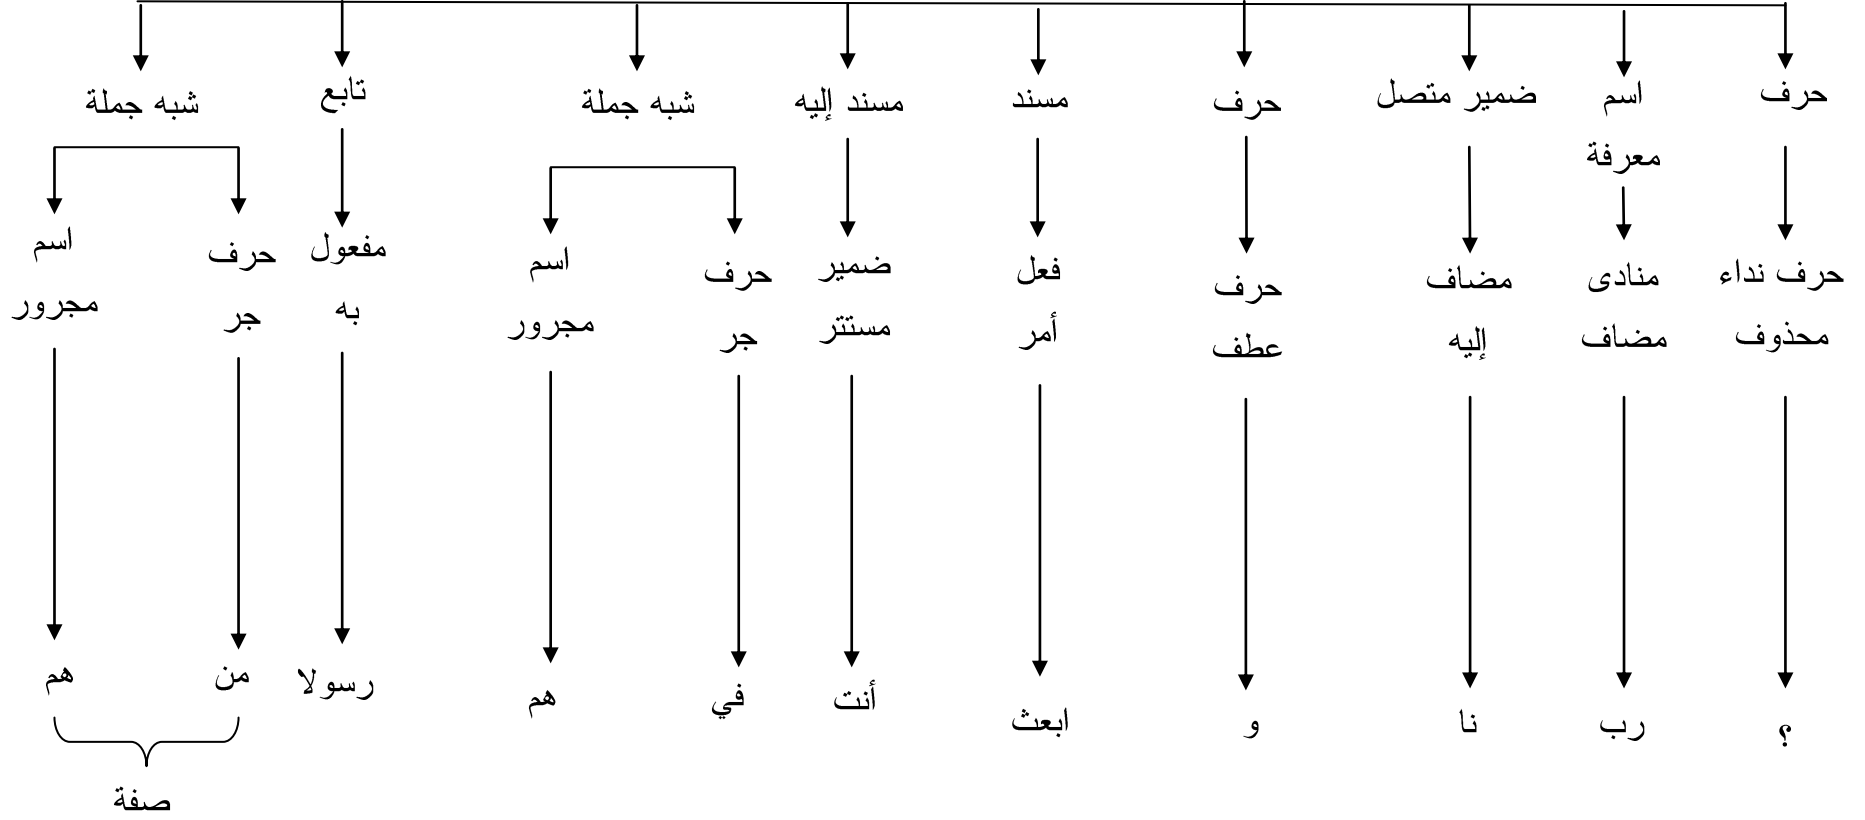 حرف
اسم
معرفة
ضمير متصل
حرف
مسند
مسند إليه
شبه جملة
تابع
شبه جملة
حرف نداء
محذوف
منادى
مضاف
مضاف
إليه
حرف
عطف
فعل
أمر
ضمير
مستتر
حرف
جر
اسم
مجرور
مفعول
به
حرف
جر
اسم
مجرور
؟
رب
نا
و
ابعث
أنت
في
هم
رسولا
من
هم
صفة